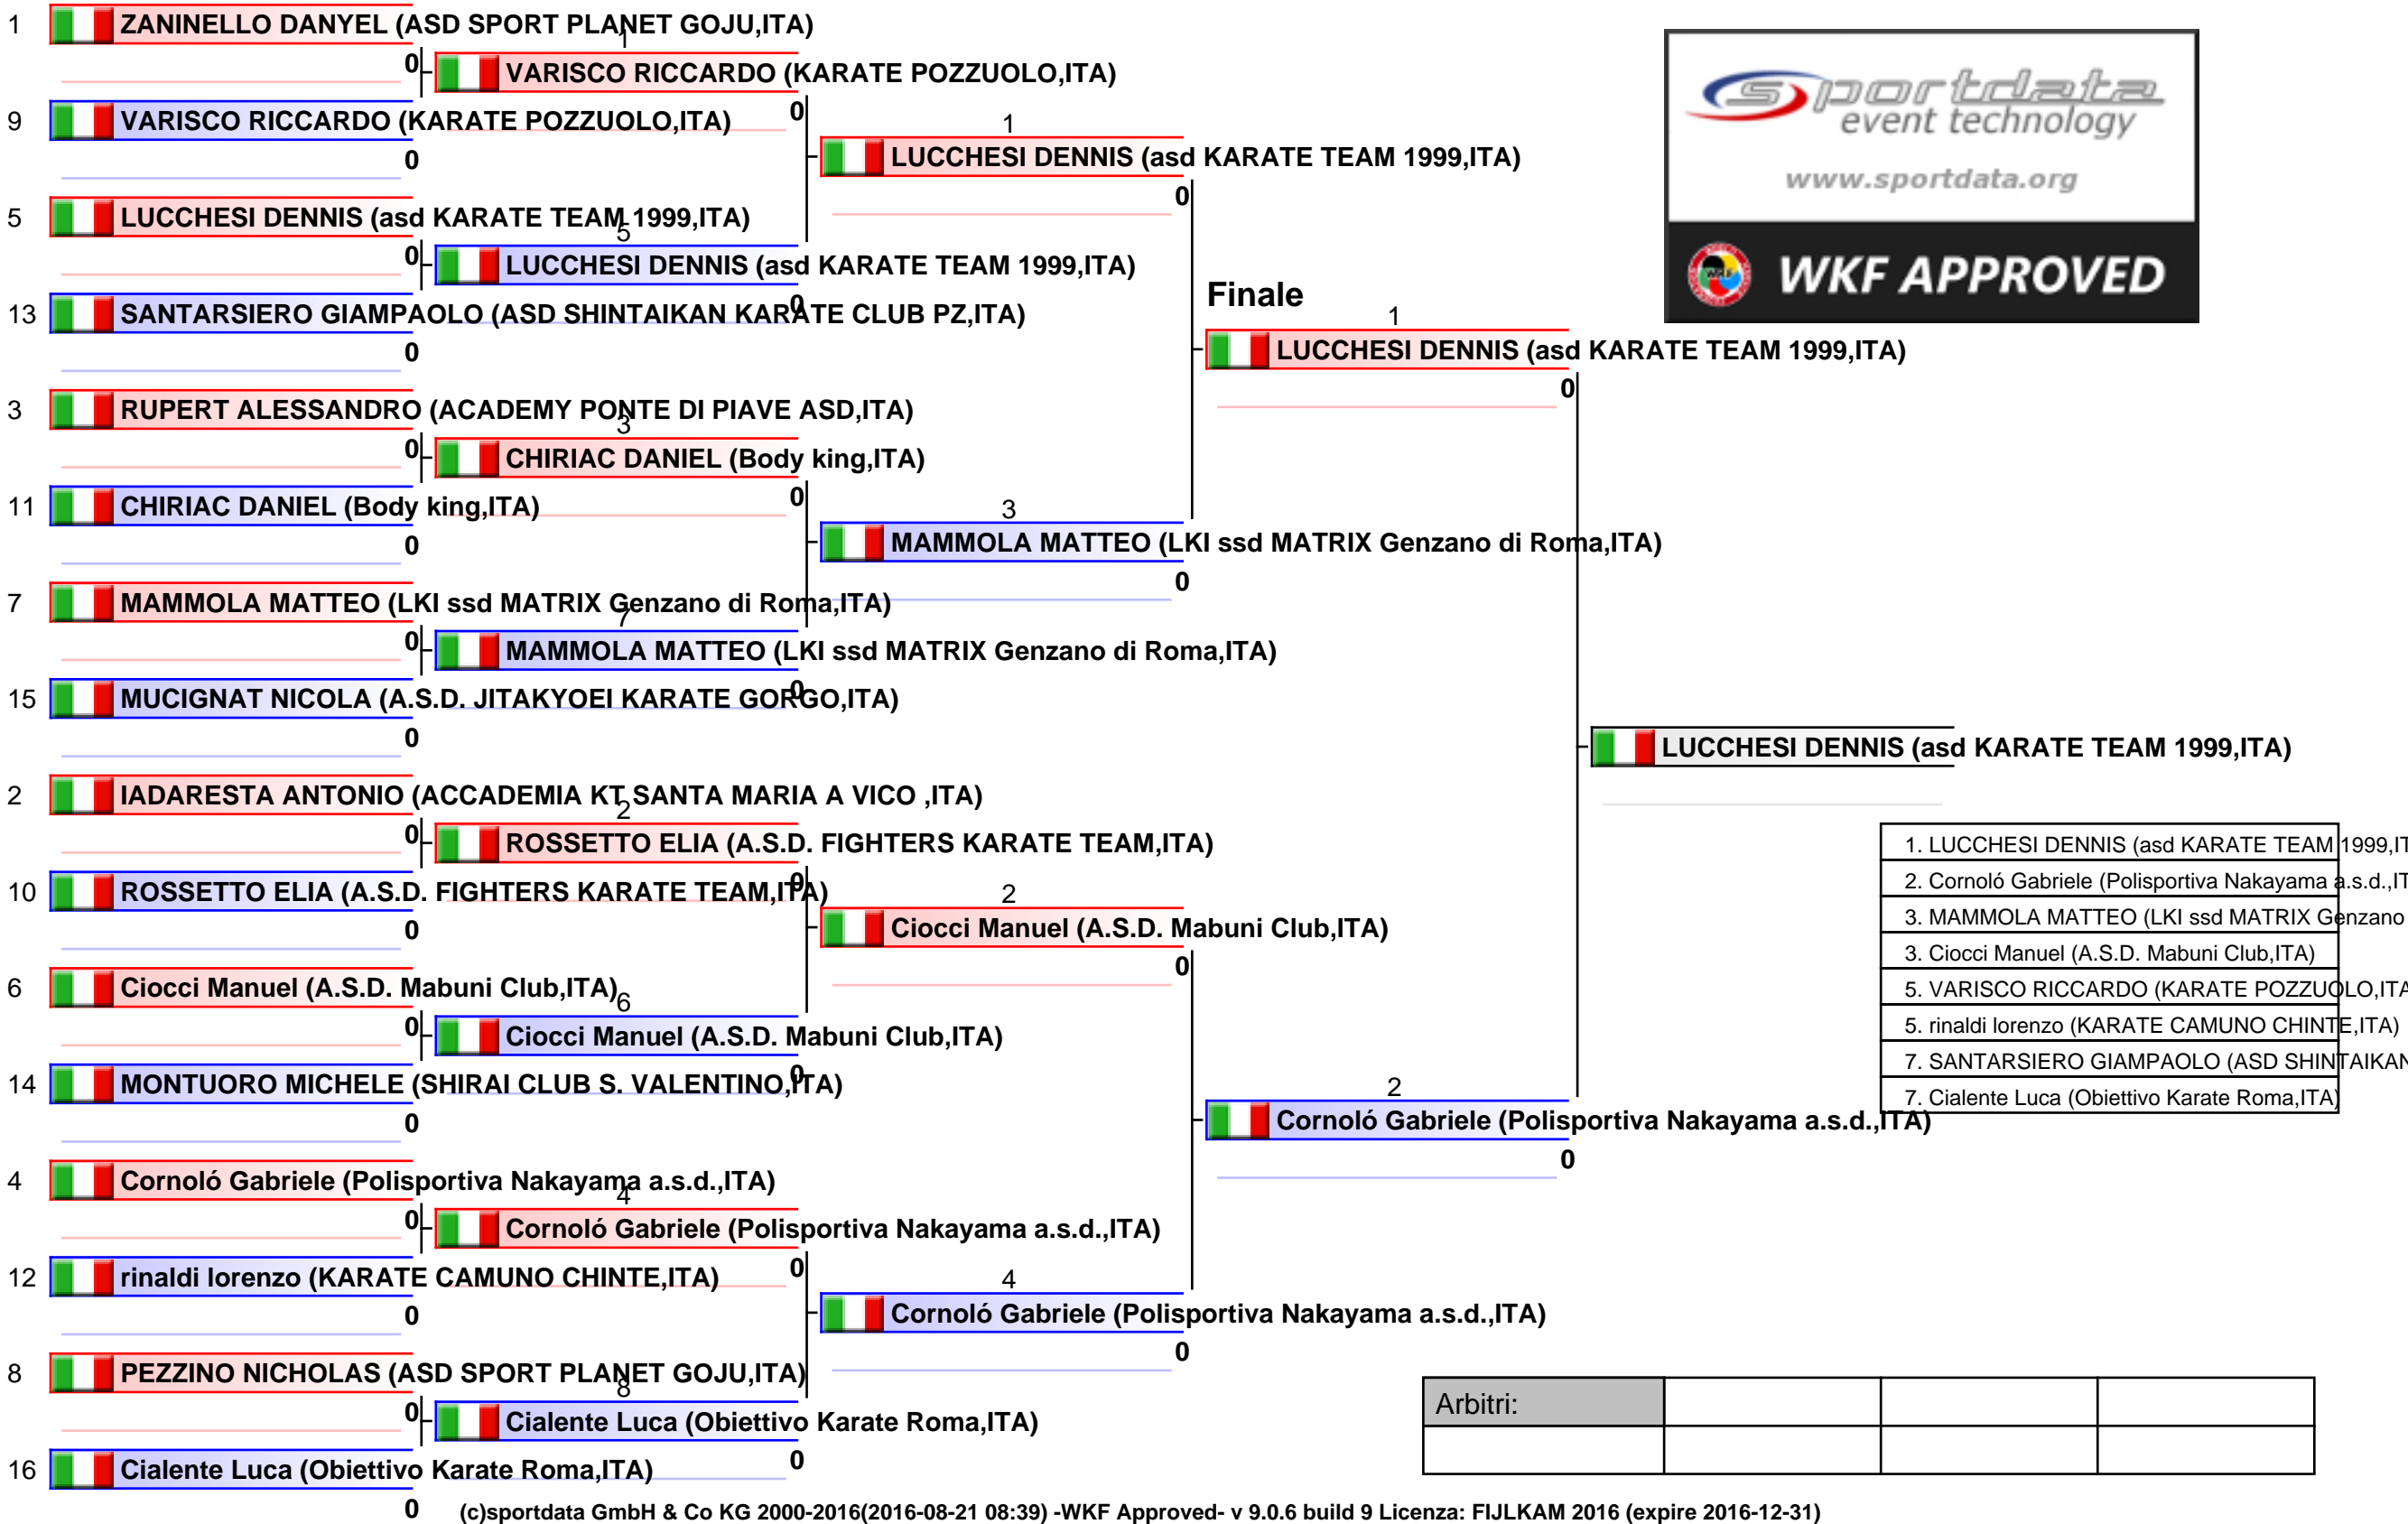 1 ZANINELLO DANYEL (ASD SPORT PLANET GOJU,ITA)
0
9 VARISCO RICCARDO (KARATE POZZUOLO,ITA)
0
5 LUCCHESI DENNIS (asd KARATE TEAM 1999,ITA)
0
13 SANTARSIERO GIAMPAOLO (ASD SHINTAIKAN KARATE CLUB PZ,ITA)
0
3 RUPERT ALESSANDRO (ACADEMY PONTE DI PIAVE ASD,ITA)
0
11 CHIRIAC DANIEL (Body king,ITA)
0
7 MAMMOLA MATTEO (LKI ssd MATRIX Genzano di Roma,ITA)
0
15 MUCIGNAT NICOLA (A.S.D. JITAKYOEI KARATE GORGO,ITA)
0
2 IADARESTA ANTONIO (ACCADEMIA KT SANTA MARIA A VICO ,ITA)
0
10 ROSSETTO ELIA (A.S.D. FIGHTERS KARATE TEAM,ITA)
0
6 Ciocci Manuel (A.S.D. Mabuni Club,ITA)
0
14 MONTUORO MICHELE (SHIRAI CLUB S. VALENTINO,ITA)
0
4 Cornoló Gabriele (Polisportiva Nakayama a.s.d.,ITA)
0
12 rinaldi lorenzo (KARATE CAMUNO CHINTE,ITA)
0
8 PEZZINO NICHOLAS (ASD SPORT PLANET GOJU,ITA)
0
16 Cialente Luca (Obiettivo Karate Roma,ITA)
0
1
VARISCO RICCARDO (KARATE POZZUOLO,ITA)
0
5
LUCCHESI DENNIS (asd KARATE TEAM 1999,ITA)
0
3
CHIRIAC DANIEL (Body king,ITA)
0
7
MAMMOLA MATTEO (LKI ssd MATRIX Genzano di Roma,ITA)
0
2
ROSSETTO ELIA (A.S.D. FIGHTERS KARATE TEAM,ITA)
0
6
Ciocci Manuel (A.S.D. Mabuni Club,ITA)
0
4
Cornoló Gabriele (Polisportiva Nakayama a.s.d.,ITA)
0
8
Cialente Luca (Obiettivo Karate Roma,ITA)
0
1
LUCCHESI DENNIS (asd KARATE TEAM 1999,ITA)
0
3
MAMMOLA MATTEO (LKI ssd MATRIX Genzano di Roma,ITA)
0
2
Ciocci Manuel (A.S.D. Mabuni Club,ITA)
0
4
Cornoló Gabriele (Polisportiva Nakayama a.s.d.,ITA)
0
Finale
1
LUCCHESI DENNIS (asd KARATE TEAM 1999,ITA)
0
2
Cornoló Gabriele (Polisportiva Nakayama a.s.d.,ITA)
0
LUCCHESI DENNIS (asd KARATE TEAM 1999,ITA)
sportdata
event technology
www.sportdata.org
WKF
WKF APPROVED
1. LUCCHESI DENNIS (asd KARATE TEAM 1999,IT
2. Cornoló Gabriele (Polisportiva Nakayama a.s.d.,IT
3. MAMMOLA MATTEO (LKI ssd MATRIX Genzano
3. Ciocci Manuel (A.S.D. Mabuni Club,ITA)
5. VARISCO RICCARDO (KARATE POZZUOLO,ITA
5. rinaldi lorenzo (KARATE CAMUNO CHINTE,ITA)
7. SANTARSIERO GIAMPAOLO (ASD SHINTAIKAN
7. Cialente Luca (Obiettivo Karate Roma,ITA)
Arbitri:
(c)sportdata GmbH & Co KG 2000-2016(2016-08-21 08:39) -WKF Approved- v 9.0.6 build 9 Licenza: FIJLKAM 2016 (expire 2016-12-31)